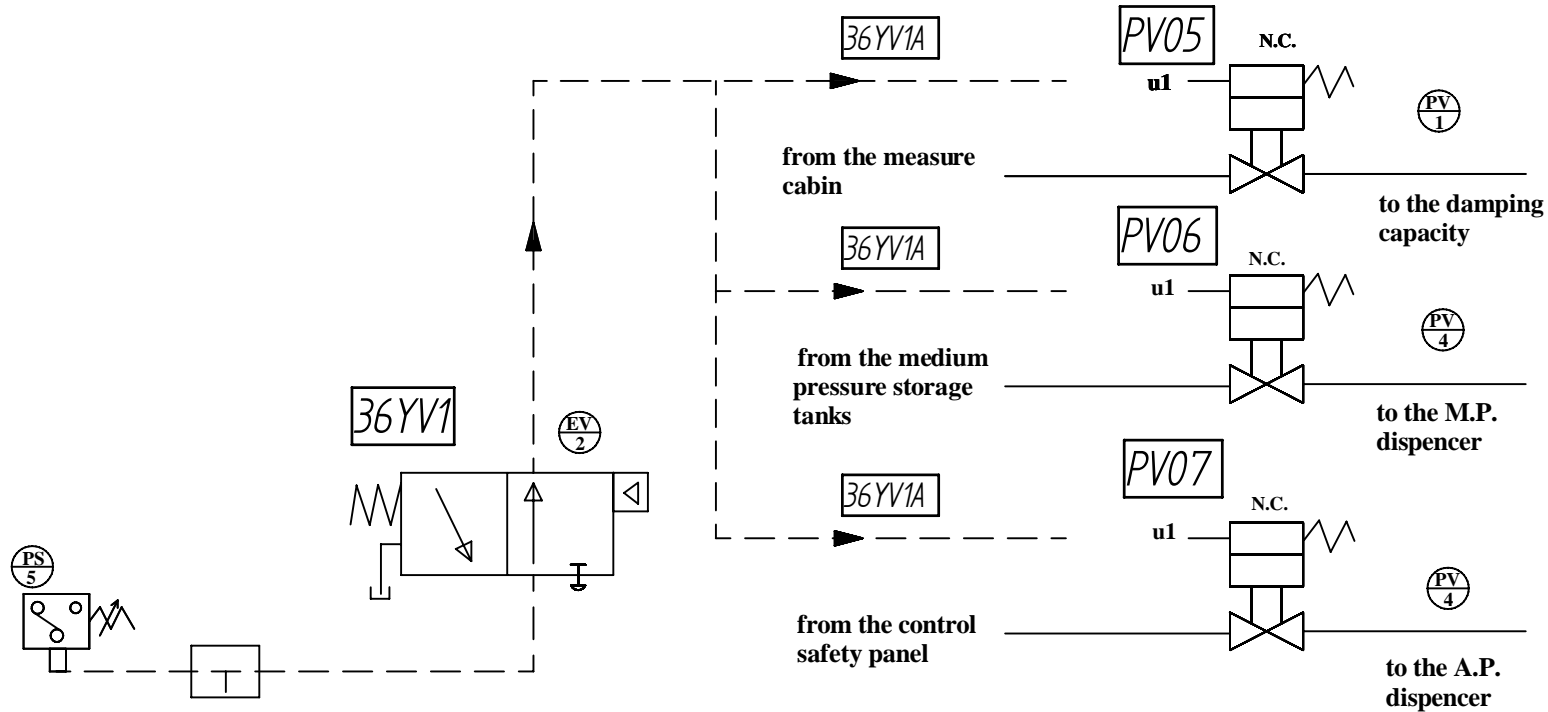 36YV1A
PV05
N.C.
u1
PV
1
from the measure
cabin
to the damping
capacity
36YV1A
PV06
N.C.
u1
PV
4
from the medium
pressure storage
tanks
to the M.P.
dispencer
36YV1
EV
2
36YV1A
PV07
N.C.
u1
PS
5
PV
4
from the control
safety panel
to the A.P.
dispencer